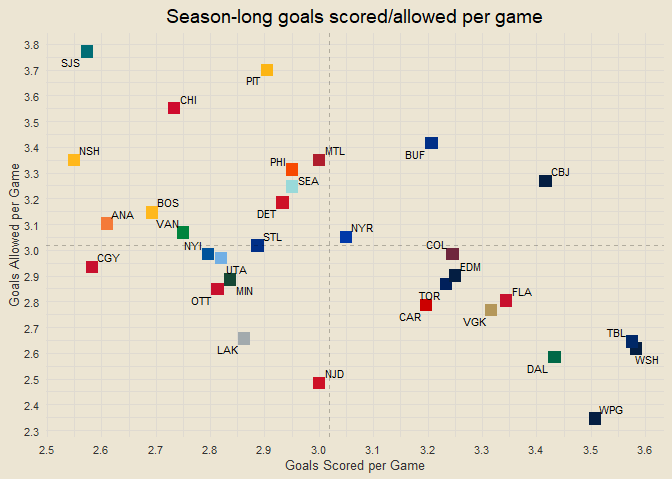 Season-long goals scored/allowed per game
Goals Allowed per Game
3.8
3.7
3.6
3.5
3.4
3.3
3.2
3.1
3.0
2.9
2.8
2.7
2.6
2.5
2.4
2.3
SJS
PIT
CHI
NSH
MTL
BUF
PHI
CBJ
SEA
BOS
ANA
DET
VAN
NYR
STL
NYI
COL
CGY
UTA
EDM
MIN
OTT
TOR
FLA
CAR
VGK
TBL
LAK
WSH
DAL
NJD
WPG
2.5 2.6 2.7 2.8 2.9 3.0 3.1 3.2 3.3 3.4 3.5 3.6
Goals Scored per Game